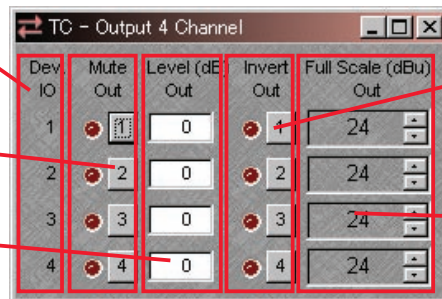 TC - Output 4 Channel
Dev. Mute Level (dB Invert Full Scale (dBu)
IO Out Out Out Out
1 1 0 1 24
2 2 0 2 24
3 3 0 3 24
4 4 0 4 24